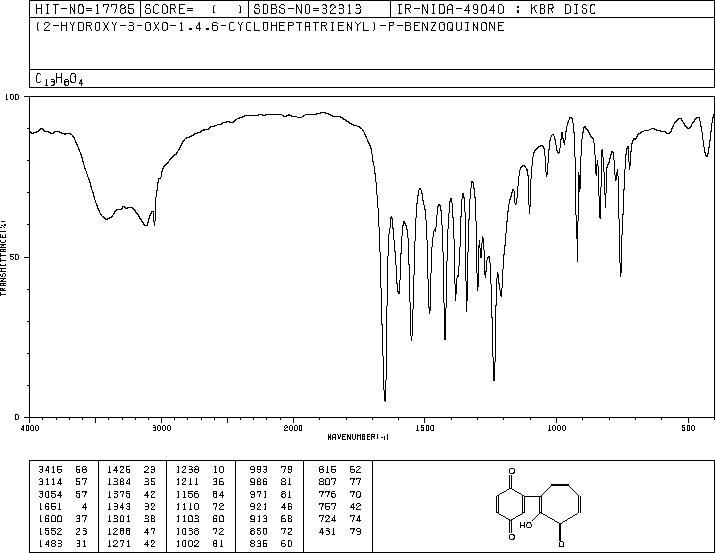 HIT-NO=17785 SCORE= ( ) SDBS-NO=32313 IR-NIDA-49040 : KBR DISC
(2-HYDROXY-3-OXO-1,4,6-CYCLOHEPTATRIENYL)-P-BENZOQUINONE
C13H8O4
100
50
0
TRANSMITTANCE(%)
4000 3000 2000 1500 1000 500
WAVENUMBER(-1)
3416 66 1425 23 1238 10 993 79 816 62
3114 57 1384 35 1211 36 986 81 807 77
3054 57 1375 42 1156 64 971 81 776 70
1651 4 1343 32 1110 72 921 46 757 42
1600 37 1301 38 1103 60 913 68 724 74
1552 23 1288 47 1038 72 850 72 431 79
1483 31 1271 42 1002 81 836 60
O
O
HO
O